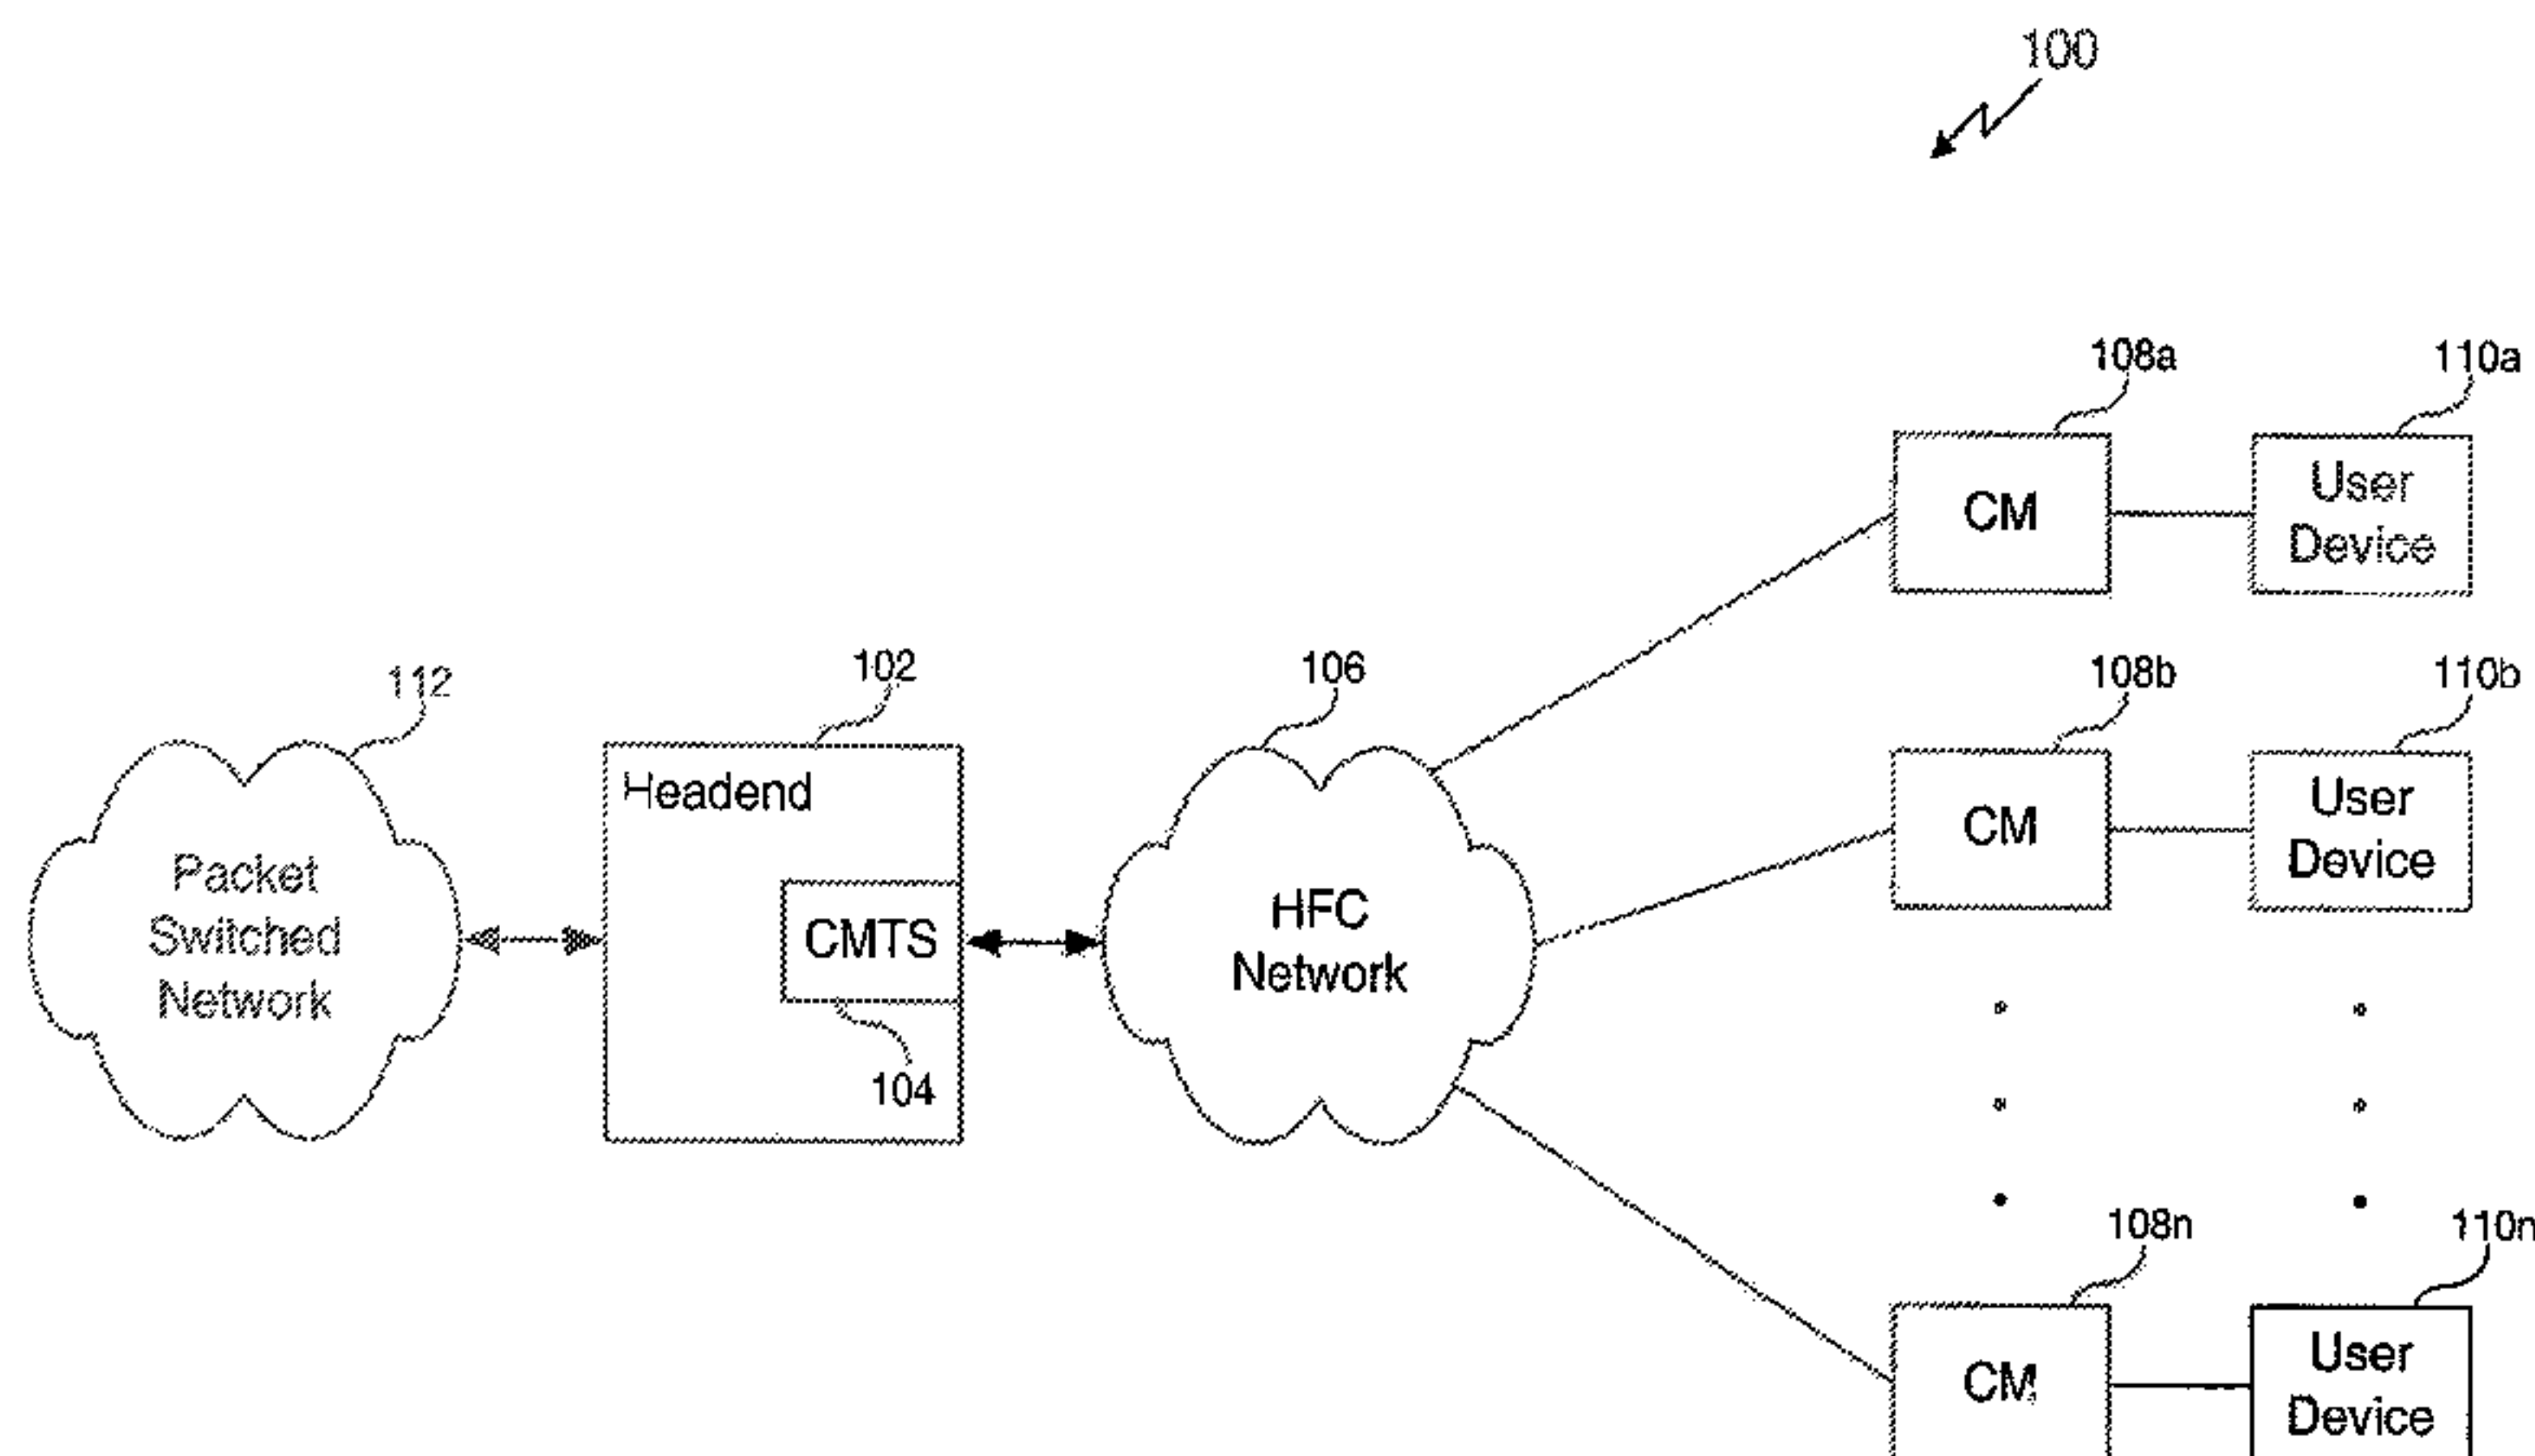 100
108a
110a
CM
User
Device
112
102
106
108b
110b
Headend
CM
User
Device
Packet
Switched
Network
CMTS
HFC
Network
104
108n
110n
CM
User
Device